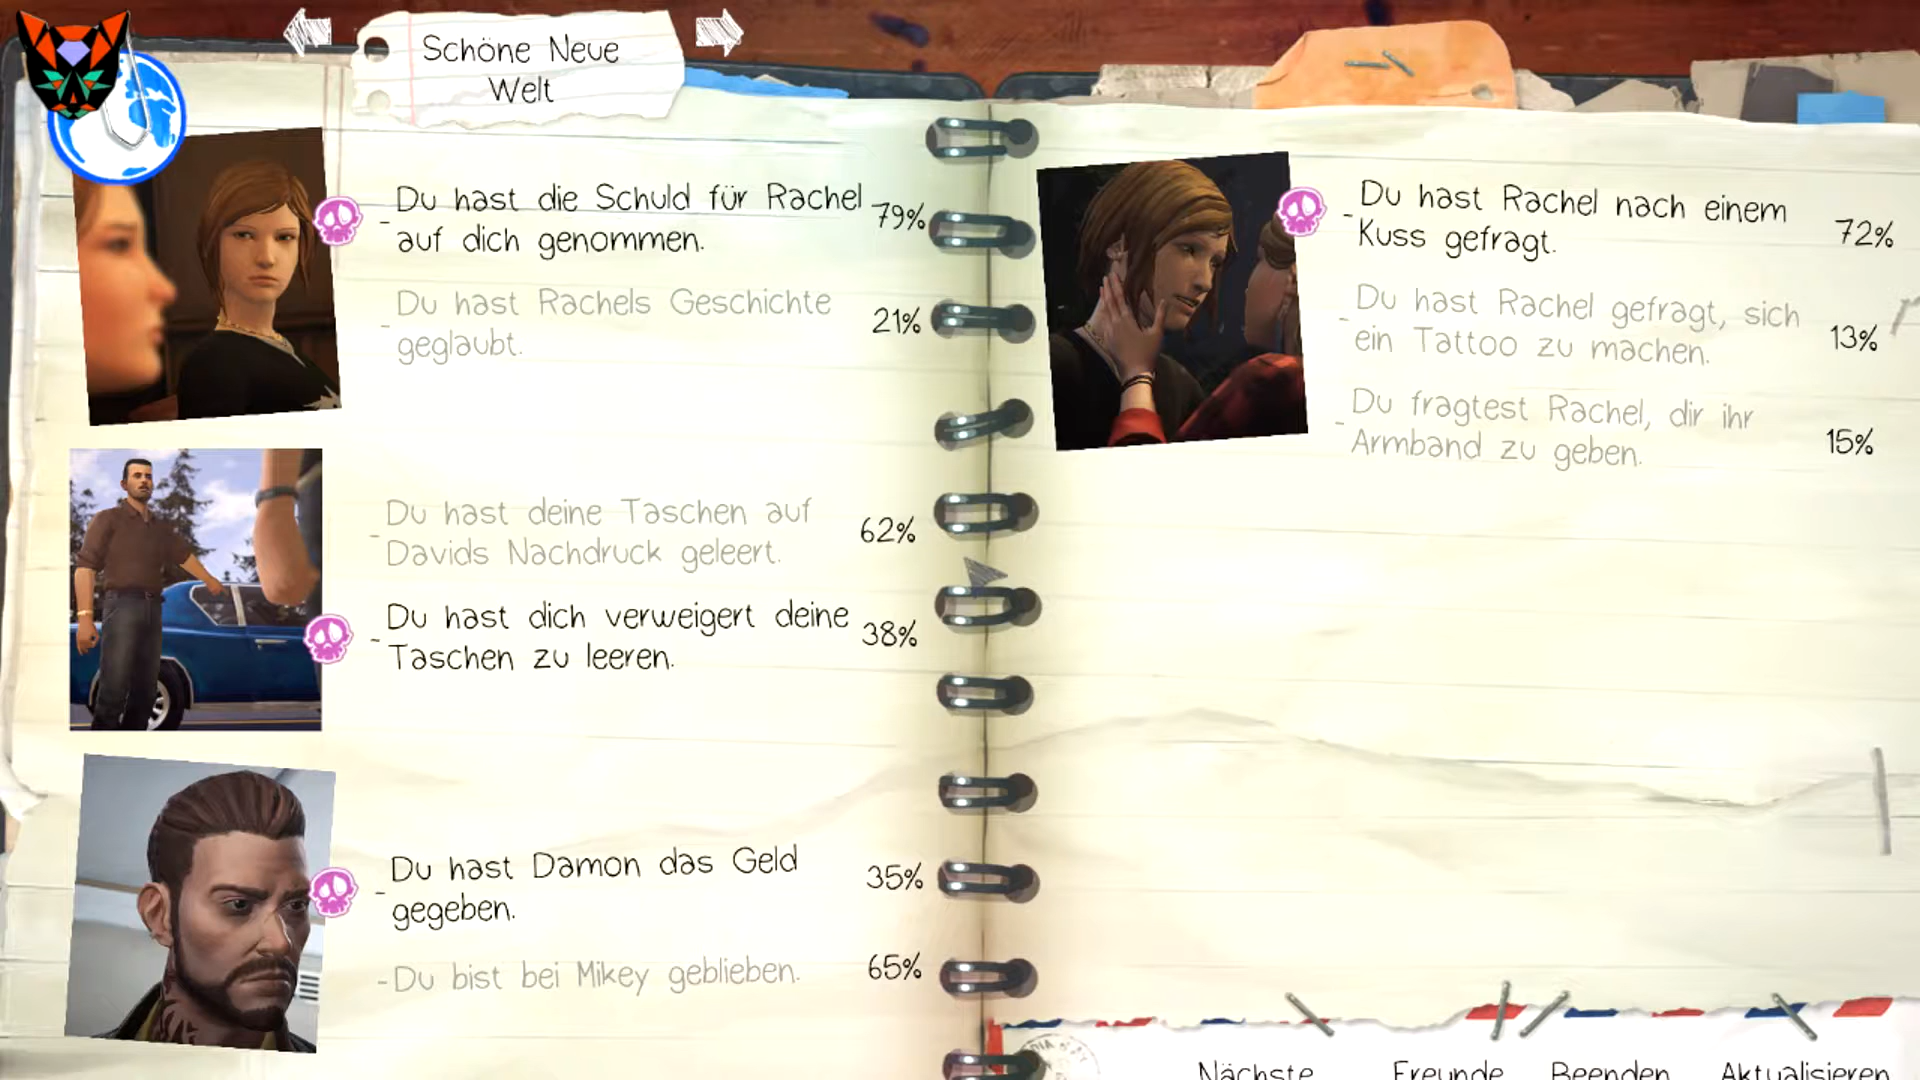 Schöne Neue
Welt
- Du hast die Schuld für Rachel
auf dich genommen.
79%
- Du hast Rachels Geschichte
geglaubt.
21%
- Du hast deine Taschen auf
Davids Nachdruck geleert.
62%
- Du hast dich verweigert deine
Taschen zu leeren.
38%
- Du hast Damon das Geld
gegeben.
35%
- Du bist bei Mikey geblieben.
65%
- Du hast Rachel nach einem
Kuss gefragt.
72%
- Du hast Rachel gefragt, sich
ein Tattoo zu machen.
13%
- Du fragtest Rachel, dir ihr
Armband zu geben.
15%
Nächste Freunde Beenden Aktualisieren